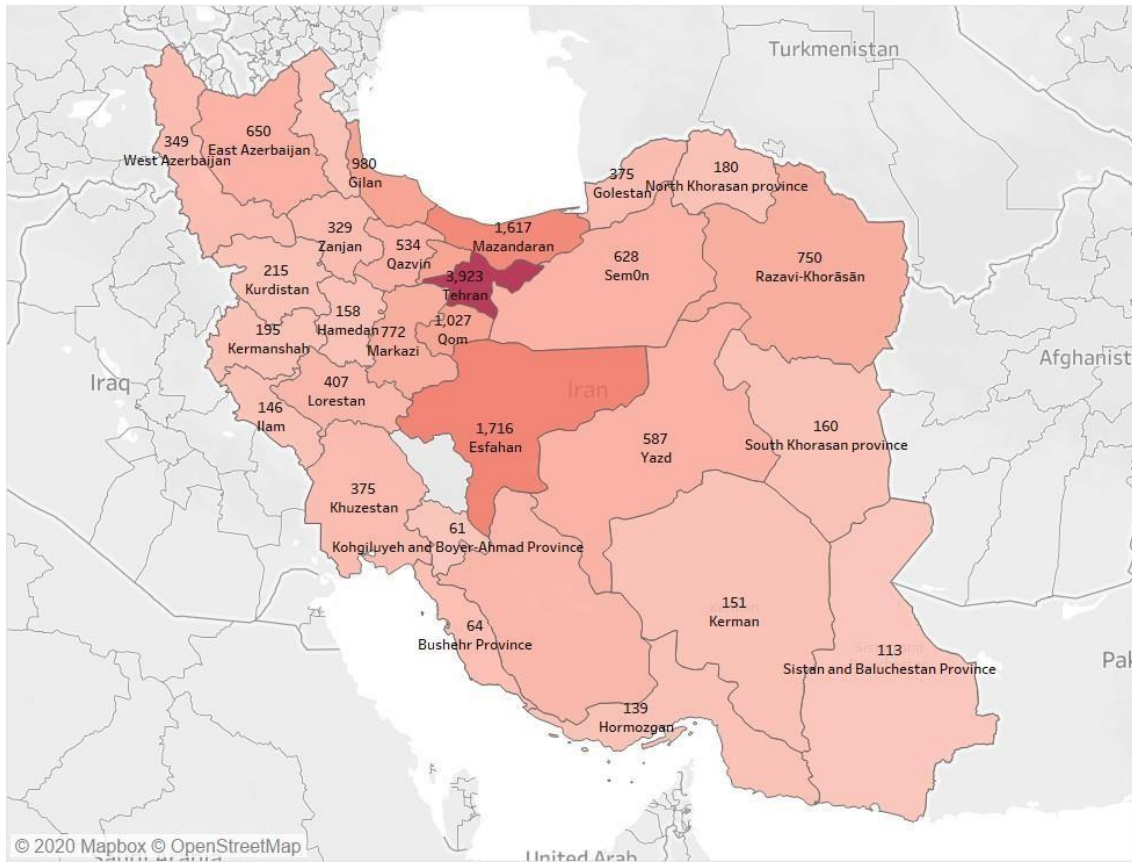 Turkmenistan
349
West Azerbaijan
650
East Azerbaijan
980
Gilan
375
Golestan
180
North Khorasan province
1,617
Mazandaran
329
Zanjan
534
Qazvin
628
Sem0n
750
Razavi-Khorāsān
3,923
Tehran
215
Kurdistan
158
Hamedan
772
Markazi
1,027
Qom
195
Kermanshah
Afghanist
Iraq
Iran
407
Lorestan
146
Ilam
1,716
Esfahan
587
Yazd
160
South Khorasan province
375
Khuzestan
61
Kohgiluyeh and Boyer-Ahmad Province
151
Kerman
64
Bushehr Province
113
Sistan and Baluchestan Province
Pak
139
Hormozgan
© 2020 Mapbox © OpenStreetMap
United Arab